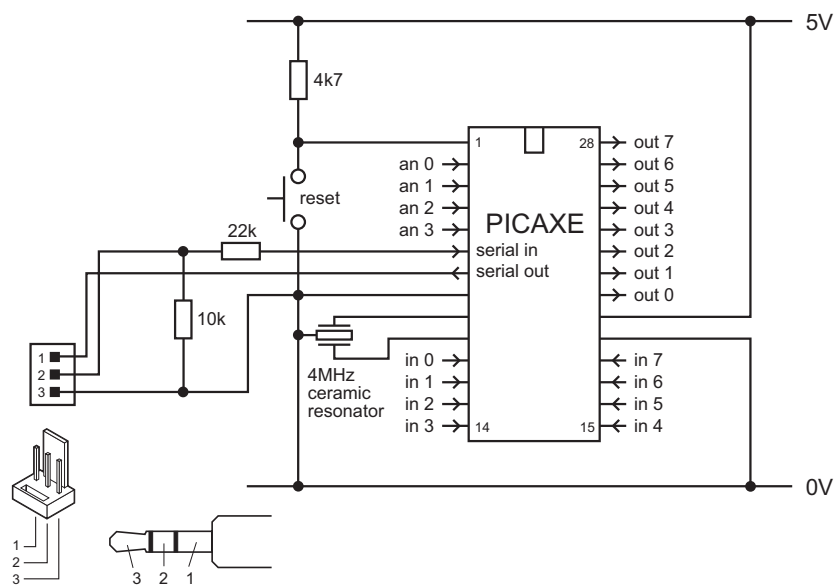 5V
4k7
1
28
out 7
an 0
out 6
an 1
out 5
reset
an 2
PICAXE
out 4
an 3
out 3
22k
serial in
out 2
serial out
out 1
out 0
10k
1
2
3
4MHz
ceramic
resonator
in 0
in 7
in 1
in 6
in 2
in 5
in 3
14
15
in 4
0V
1
2
3
3 2 1